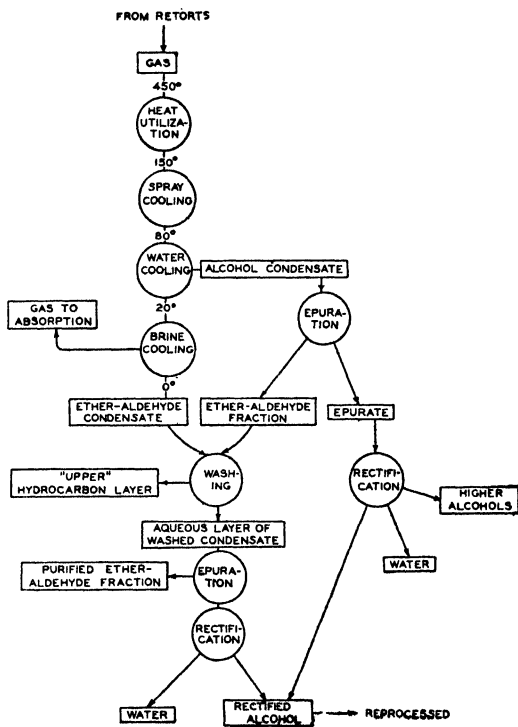 FROM RETORTS
GAS
450°
HEAT
UTILIZA-
TION
150°
SPRAY
COOLING
80°
WATER
COOLING
ALCOHOL CONDENSATE
20°
GAS TO
ABSORPTION
EPURA-
TION
BRINE
COOLING
0°
ETHER-ALDEHYDE
CONDENSATE
ETHER-ALDEHYDE
FRACTION
EPURATE
"UPPER"
HYDROCARBON LAYER
WASH-
ING
RECTIFI-
CATION
HIGHER
ALCOHOLS
AQUEOUS LAYER OF
WASHED CONDENSATE
WATER
PURIFIED ETHER-
ALDEHYDE FRACTION
EPURA-
TION
RECTIFI-
CATION
WATER
RECTIFIED
ALCOHOL
REPROCESSED